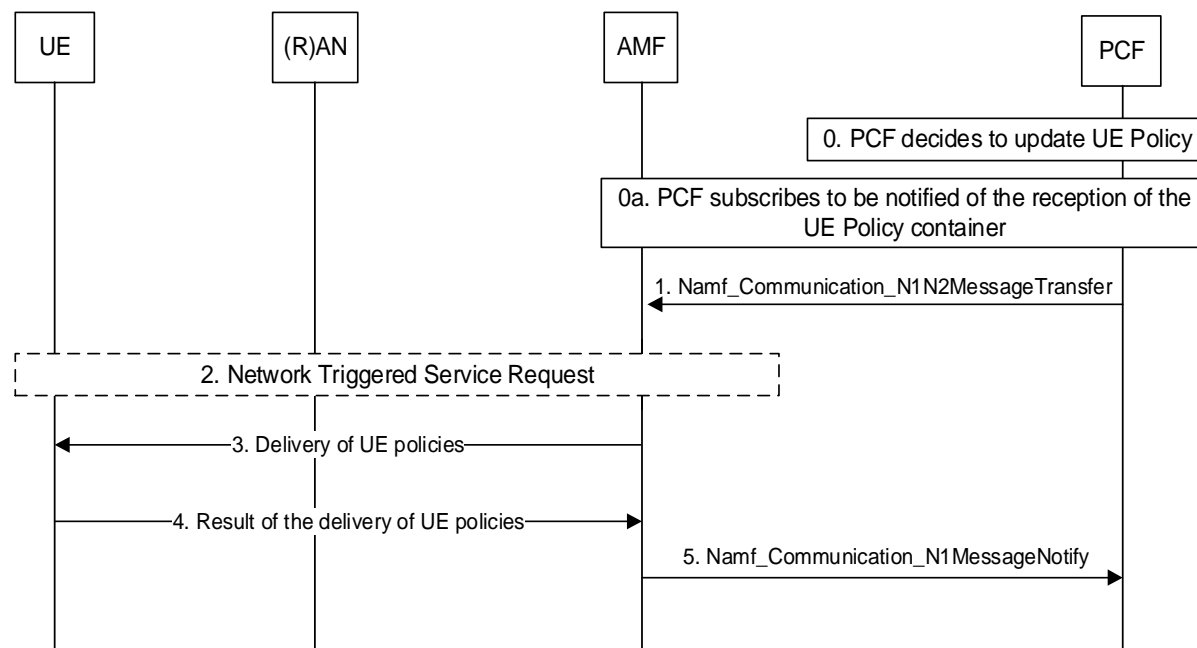 UE
(R)AN
AMF
PCF
0. PCF decides to update UE Policy
0a. PCF subscribes to be notified of the reception of the
UE Policy container
1. Namf_Communication_N1N2MessageTransfer
2. Network Triggered Service Request
3. Delivery of UE policies
4. Result of the delivery of UE policies
5. Namf_Communication_N1MessageNotify